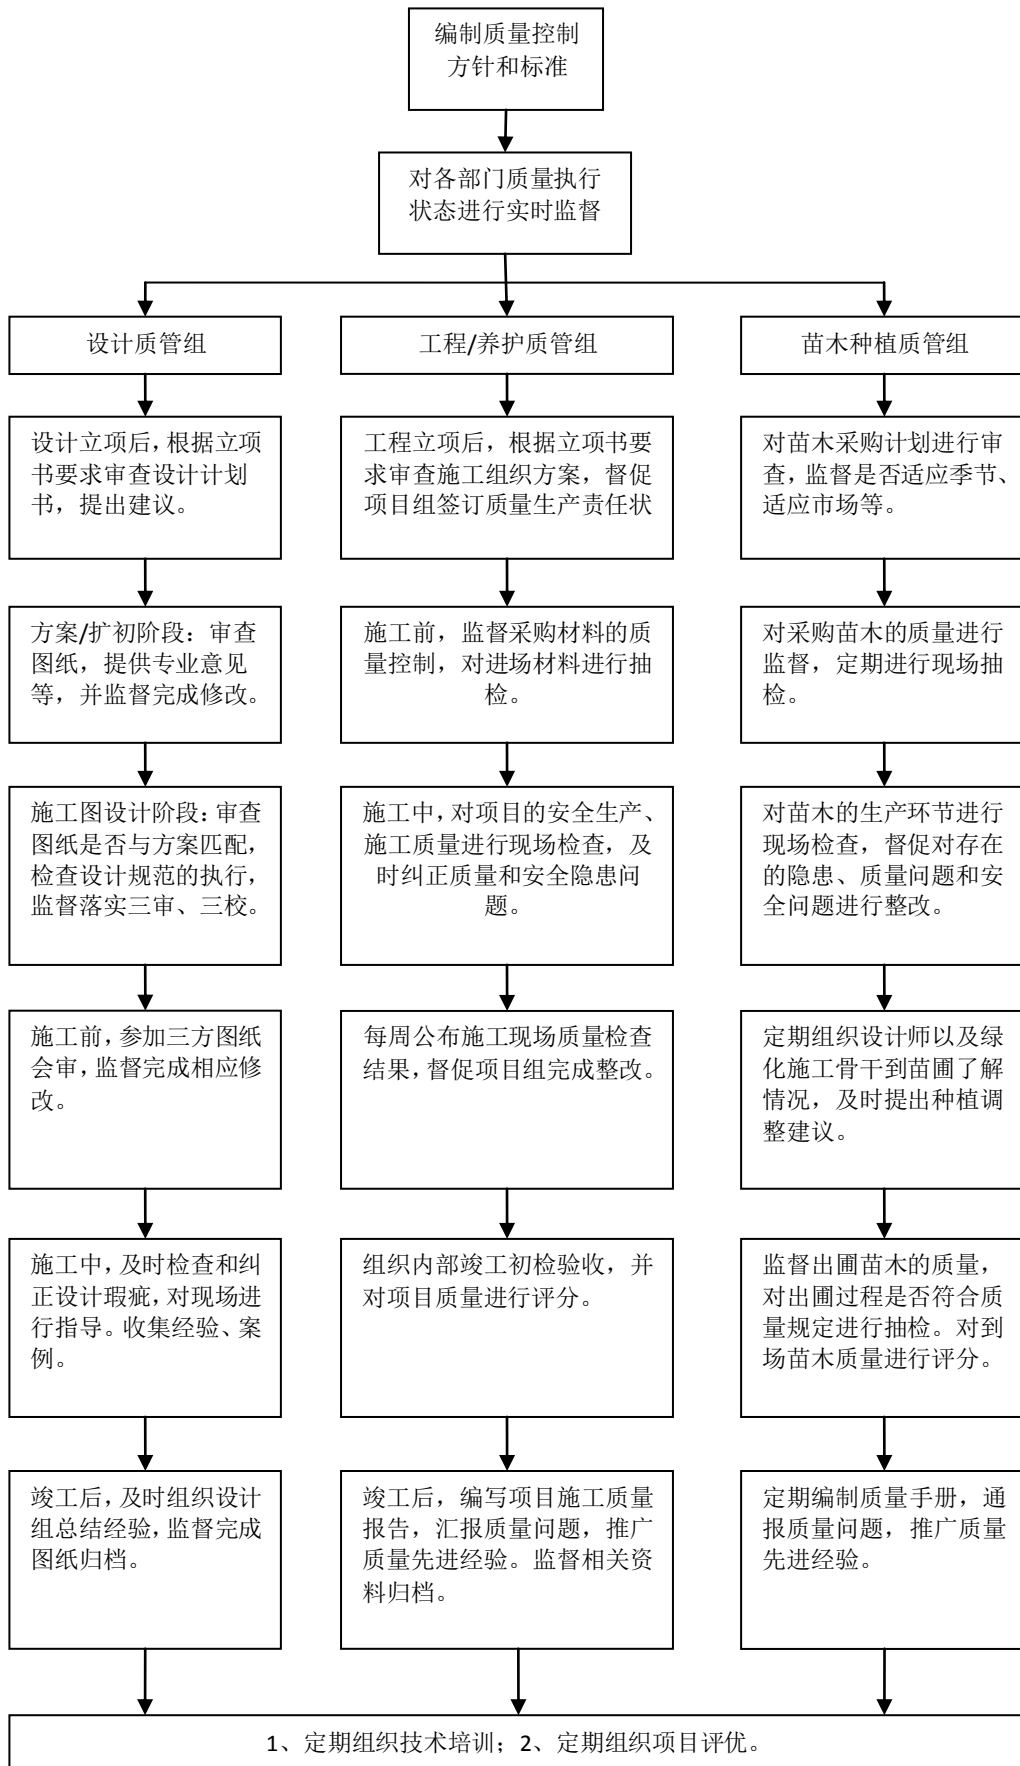 编制质量控制
方针和标准
对各部门质量执行
状态进行实时监督
设计质管组
工程/养护质管组
苗木种植质管组
设计立项后，根据立项
书要求审查设计计划
书，提出建议。
工程立项后，根据立项书要
求审查施工组织方案，督促
项目组签订质量生产责任状
对苗木采购计划进行审
查，监督是否适应季节、
适应市场等。
方案/扩初阶段：审查
图纸，提供专业意见
等，并监督完成修改。
施工前，监督采购材料的质
量控制，对进场材料进行抽
检。
对采购苗木的质量进行
监督，定期进行现场抽
检。
施工图设计阶段：审查
图纸是否与方案匹配，
检查设计规范的执行，
监督落实三审、三校。
施工中，对项目的安全生产、
施工质量进行现场检查，及
时纠正质量和安全隐患问
题。
对苗木的生产环节进行
现场检查，督促对存在
的隐患、质量问题和安
全问题进行整改。
施工前，参加三方图纸
会审，监督完成相应修
改。
每周公布施工现场质量检查
结果，督促项目组完成整改。
定期组织设计师以及绿
化施工骨干到苗圃了解
情况，及时提出种植调
整建议。
施工中，及时检查和纠
正设计瑕疵，对现场进
行指导。收集经验、案
例。
组织内部竣工初检验收，并
对项目质量进行评分。
监督出圃苗木的质量，
对出圃过程是否符合质
量规定进行抽检。对到
场苗木质量进行评分。
竣工后，及时组织设计
组总结经验，监督完成
图纸归档。
竣工后，编写项目施工质量
报告，汇报质量问题，推广
质量先进经验。监督相关资
料归档。
定期编制质量手册，通
报质量问题，推广质量
先进经验。
1、定期组织技术培训；2、定期组织项目评优。